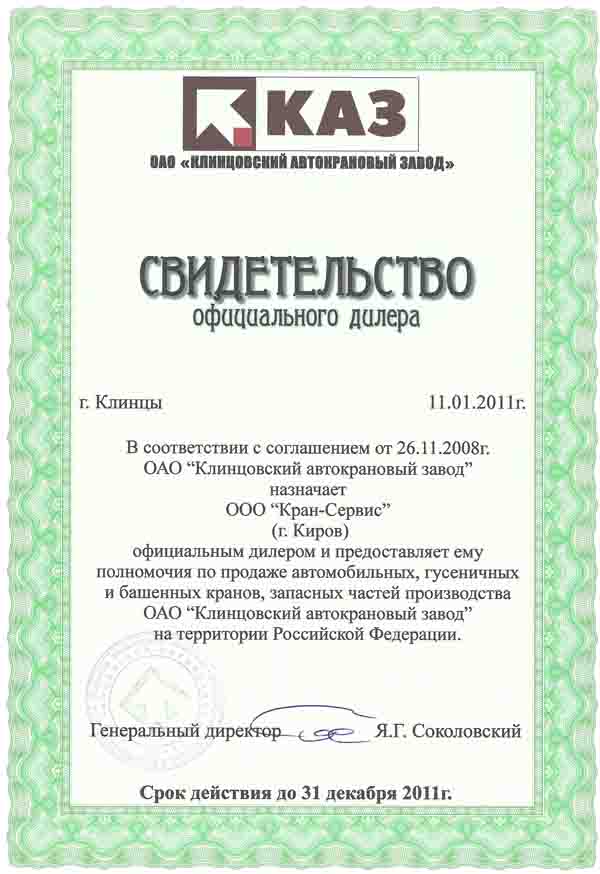 КАЗ
ОАО «КЛИНЦОВСКИЙ АВТОКРАНОВЫЙ ЗАВОД»
СВИДЕТЕЛЬСТВО
официального дилера
г. Клинцы 11.01.2011г.
В соответствии с соглашением от 26.11.2008г.
ОАО “Клинцовский автокрановый завод”
назначает
ООО “Кран-Сервис”
(г. Киров)
официальным дилером и предоставляет ему
полномочия по продаже автомобильных, гусеничных
и башенных кранов, запасных частей производства
ОАО “Клинцовский автокрановый завод”
на территории Российской Федерации.
Генеральный директор Я.Г. Соколовский
Срок действия до 31 декабря 2011г.